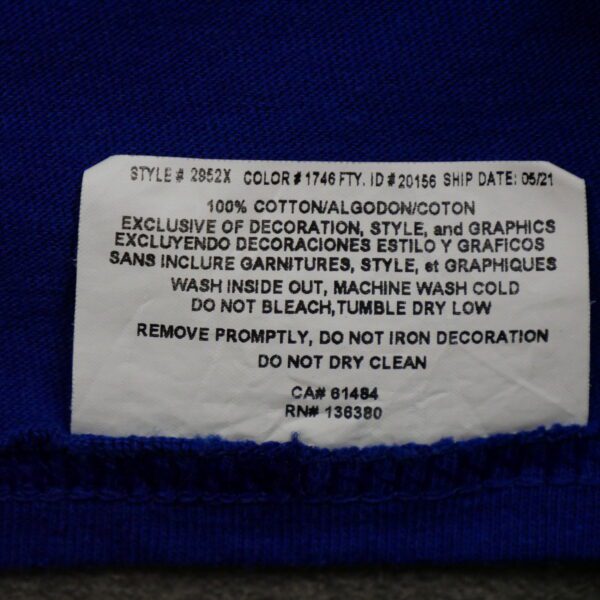 STYLE # 2952X COLOR # 1746 FTY. ID # 20156 SHIP DATE: 05/21
100% COTTON/ALGODON/COTON
EXCLUSIVE OF DECORATION, STYLE, and GRAPHICS
EXCLUYENDO DECORACIONES ESTILO Y GRAFICOS
SANS INCLURE GARNITURES, STYLE, et GRAPHIQUES
WASH INSIDE OUT, MACHINE WASH COLD
DO NOT BLEACH, TUMBLE DRY LOW
REMOVE PROMPTLY, DO NOT IRON DECORATION
DO NOT DRY CLEAN
CA# 61484
RN# 136380